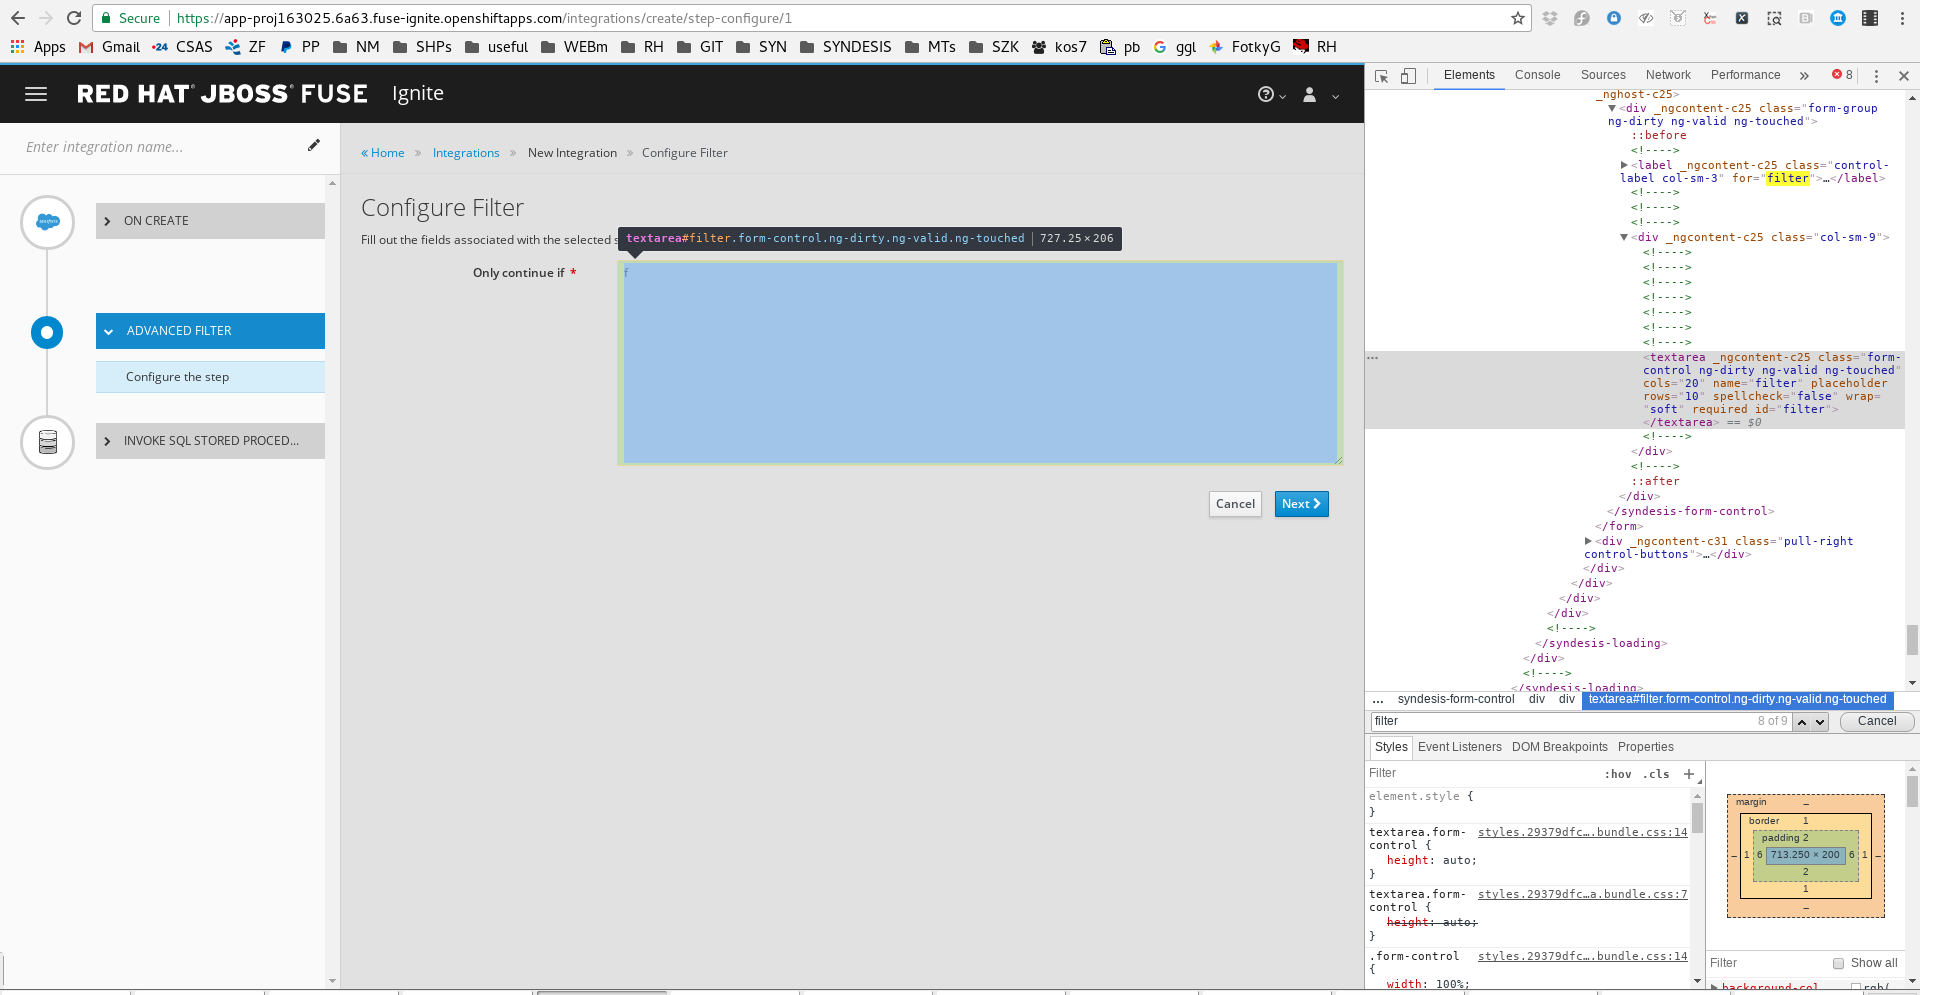 Secure https://app-proj163025.6a63.fuse-ignite.openshiftapps.com/integrations/create/step-configure/1
Apps Gmail CSAS ZF PP NM SHPs useful WEBm RH GIT SYN SYNDESIS MTs SZK kos7 pb ggl FotkyG RH
RED HAT JBOSS FUSE Ignite
Enter integration name...
ON CREATE
ADVANCED FILTER
Configure the step
INVOKE SQL STORED PROCED...
« Home » Integrations » New Integration » Configure Filter
Configure Filter
Fill out the fields associated with the selected s
textarea#filter.form-control.ng-dirty.ng-valid.ng-touched 727.25×206
Only continue if *
f
Cancel Next
Elements Console Sources Network Performance » 8
_nghost-c25>
<div _ngcontent-c25 class="form-group
ng-dirty ng-valid ng-touched">
::before
<!---->
<label _ngcontent-c25 class="control-
label col-sm-3" for="filter">…</label>
<!---->
<!---->
<!---->
<div _ngcontent-c25 class="col-sm-9">
<!---->
<!---->
<!---->
<!---->
<!---->
<!---->
<!---->
<textarea _ngcontent-c25 class="form-
control ng-dirty ng-valid ng-touched"
cols="20" name="filter" placeholder
rows="10" spellcheck="false" wrap=
"soft" required id="filter">
</textarea> == $0
<!---->
</div>
<!---->
::after
</div>
</syndesis-form-control>
</form>
<div _ngcontent-c31 class="pull-right
control-buttons">…</div>
</div>
</div>
</div>
</div>
<!---->
</syndesis-loading>
</div>
<!---->
</syndesis-loading>
... syndesis-form-control div div textarea#filter.form-control.ng-dirty.ng-valid.ng-touched
filter 8 of 9 Cancel
Styles Event Listeners DOM Breakpoints Properties
Filter :hov .cls +
element.style {
}
textarea.form- styles.29379dfc….bundle.css:14
control {
height: auto;
}
textarea.form- styles.29379dfc…a.bundle.css:7
control {
height: auto;
}
.form-control styles.29379dfc….bundle.css:14
{
width: 100%;
margin –
border 1
padding 2
– 1 6 713.250 × 200 6 1 –
2
1
–
Filter Show all
background-col rgb(